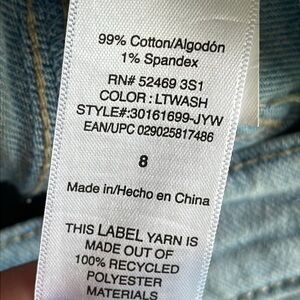 99% Cotton/Algodón
1% Spandex
RN# 52469 3S1
COLOR : LTWASH
STYLE#:30161699-JYW
EAN/UPC 029025817486
8
Made in/Hecho en China
THIS LABEL YARN IS
MADE OUT OF
100% RECYCLED
POLYESTER
MATERIALS